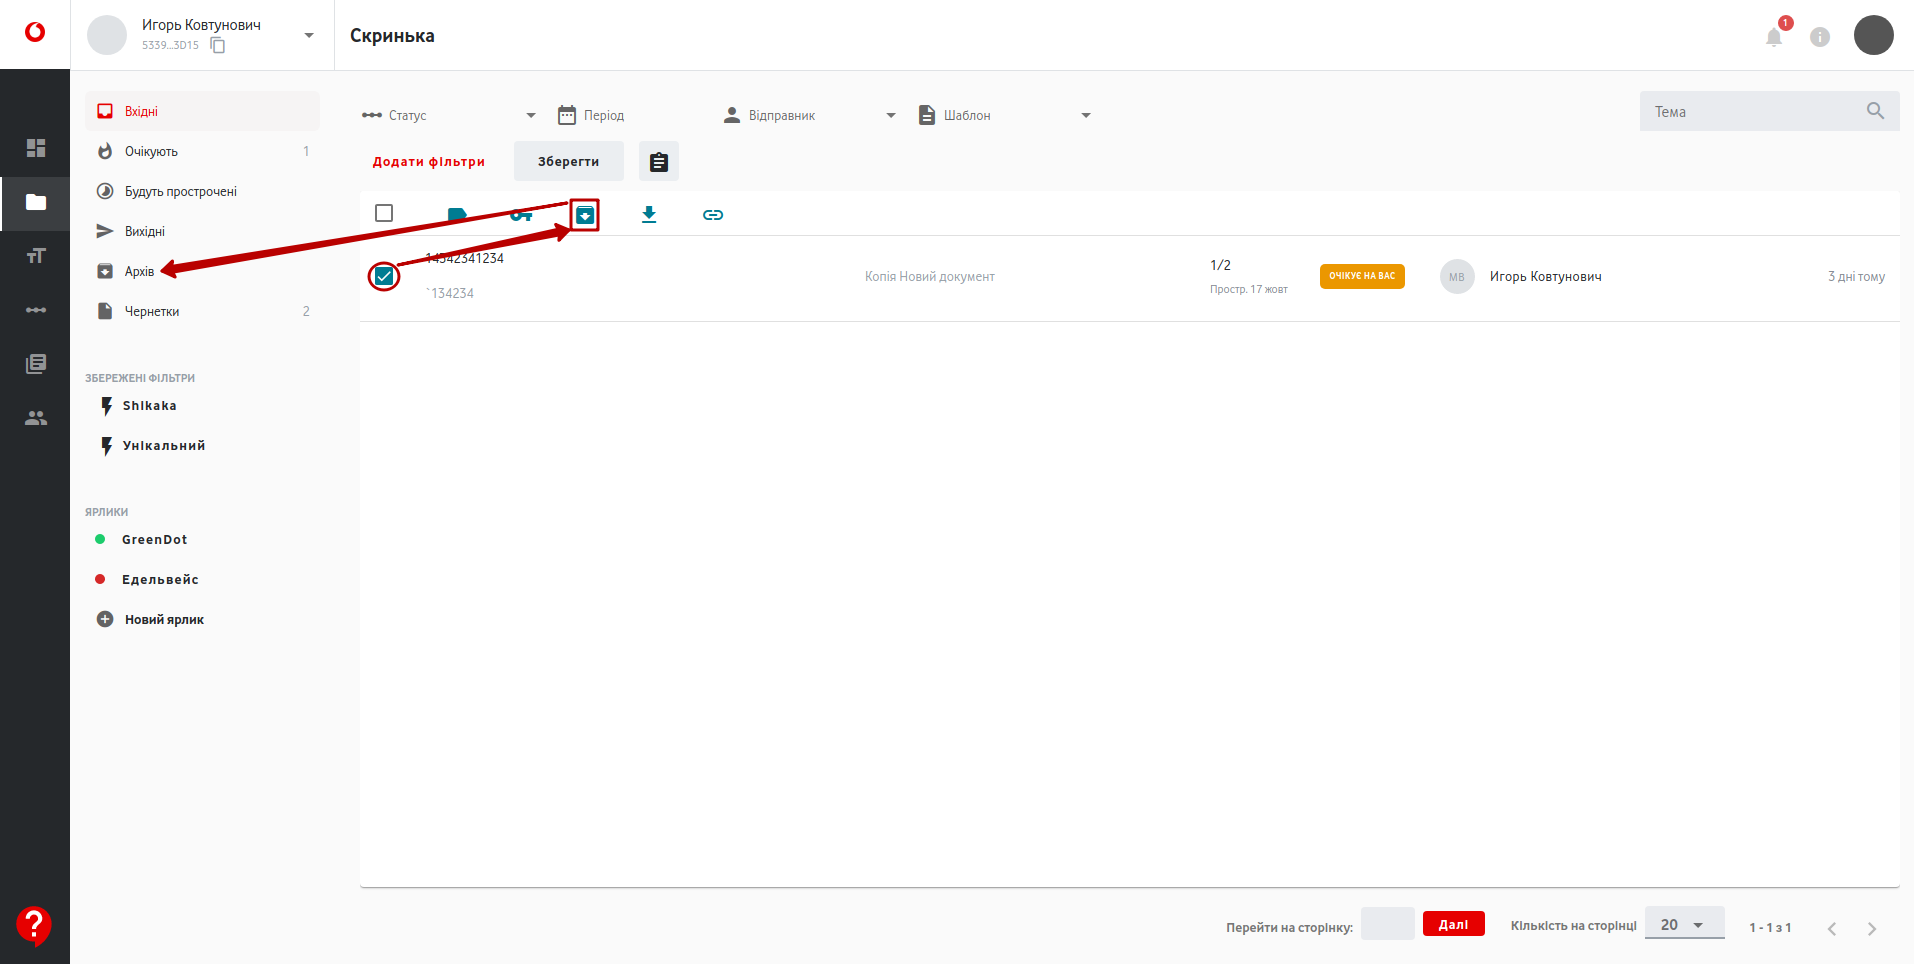 Игорь Ковтунович
5339...3D15
Скринька
1
Вхідні
Очікують 1
Будуть прострочені
Вихідні
Архів
Чернетки 2
ЗБЕРЕЖЕНІ ФІЛЬТРИ
Shikaka
Унікальний
ЯРЛИКИ
GreenDot
Едельвейс
Новий ярлик
Статус Період Відправник Шаблон Тема
Додати фільтри Зберегти
14342341234
`134234
Копія Новий документ
1/2
Простр. 17 жовт
ОЧІКУЄ НА ВАС
МВ
Игорь Ковтунович
3 дні тому
Перейти на сторінку: Далі Кількість на сторінці 20 1 - 1 з 1